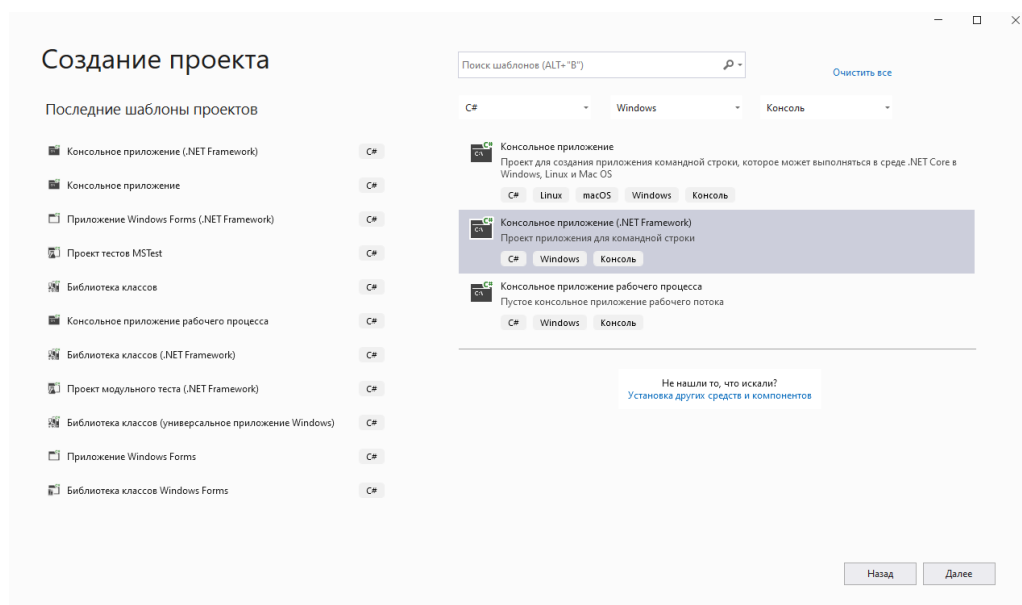 Создание проекта
Последние шаблоны проектов
Консольное приложение (.NET Framework) C#
Консольное приложение C#
Приложение Windows Forms (.NET Framework) C#
Проект тестов MSTest C#
Библиотека классов C#
Консольное приложение рабочего процесса C#
Библиотека классов (.NET Framework) C#
Проект модульного теста (.NET Framework) C#
Библиотека классов (универсальное приложение Windows) C#
Приложение Windows Forms C#
Библиотека классов Windows Forms C#
Поиск шаблонов (ALT+"B")
Очистить все
C# Windows Консоль
Консольное приложение
Проект для создания приложения командной строки, которое может выполняться в среде .NET Core в
Windows, Linux и Mac OS
C# Linux macOS Windows Консоль
Консольное приложение (.NET Framework)
Проект приложения для командной строки
C# Windows Консоль
Консольное приложение рабочего процесса
Пустое консольное приложение рабочего потока
C# Windows Консоль
Не нашли то, что искали?
Установка других средств и компонентов
Назад Далее